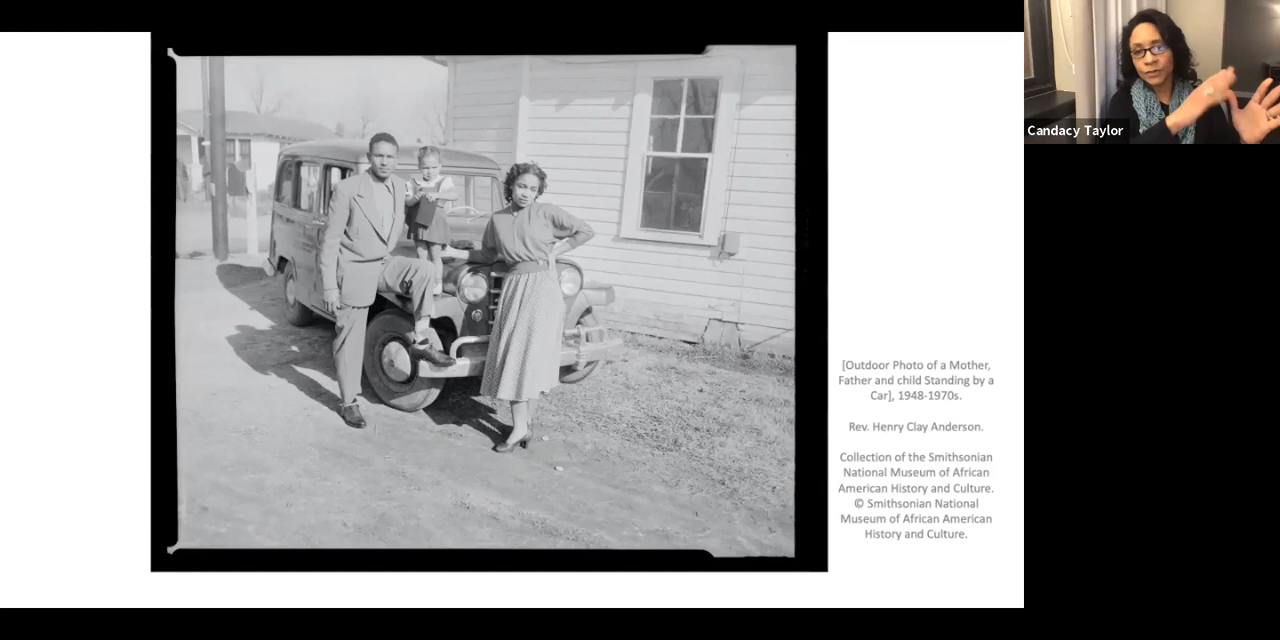 Candacy Taylor
[Outdoor Photo of a Mother,
Father and child Standing by a
Car], 1948-1970s.
Rev. Henry Clay Anderson.
Collection of the Smithsonian
National Museum of African
American History and Culture.
© Smithsonian National
Museum of African American
History and Culture.